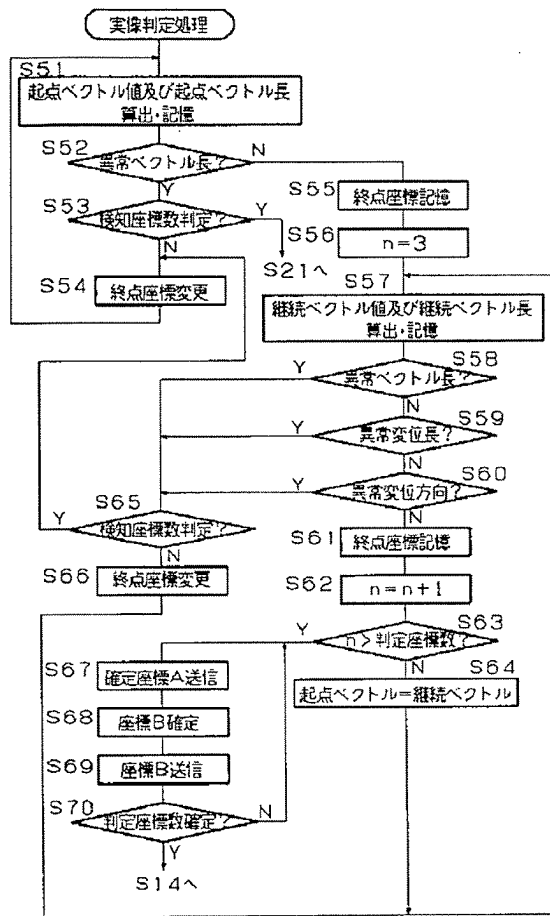 実像判定処理
S51
起点ベクトル値及び起点ベクトル長
算出・記憶
S52
異常ベクトル長?
N
Y
S53
検知座標数判定?
Y
N
S21へ
S54
終点座標変更
S55
終点座標記憶
S56
n=3
S57
継続ベクトル値及び継続ベクトル長
算出・記憶
S58
異常ベクトル長?
Y
N
S59
異常変位長?
Y
N
S60
異常変位方向?
Y
N
S61
終点座標記憶
S62
n=n+1
S63
n>判定座標数?
Y
N
S64
起点ベクトル=継続ベクトル
S65
検知座標数判定?
Y
N
S66
終点座標変更
S67
確定座標A送信
S68
座標B確定
S69
座標B送信
S70
判定座標数確定?
N
Y
S14へ